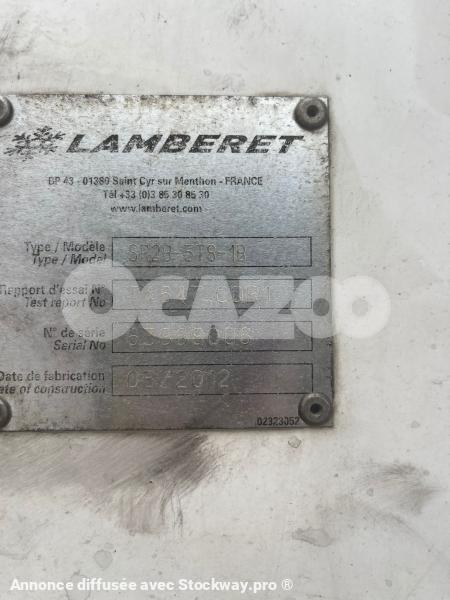 LAMBERET
BP 43 - 01380 Saint Cyr sur Menthon - FRANCE
Tél +33 (0)3 85 30 85 30
www.lamberet.com
Type / Modèle
Type / Model
Rapport d'essai N°
Test report No
OCAZOO
N° de série
Serial No
Date de fabrication
Date of construction
02323052
Annonce diffusée avec Stockway.pro ®